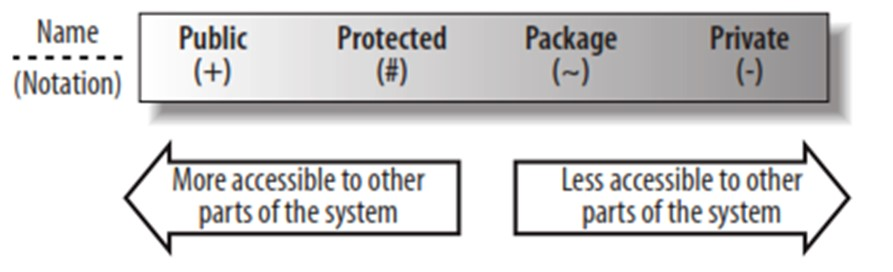 Name
(Notation)
Public
(+)
Protected
(#)
Package
(~)
Private
(-)
More accessible to other
parts of the system
Less accessible to other
parts of the system